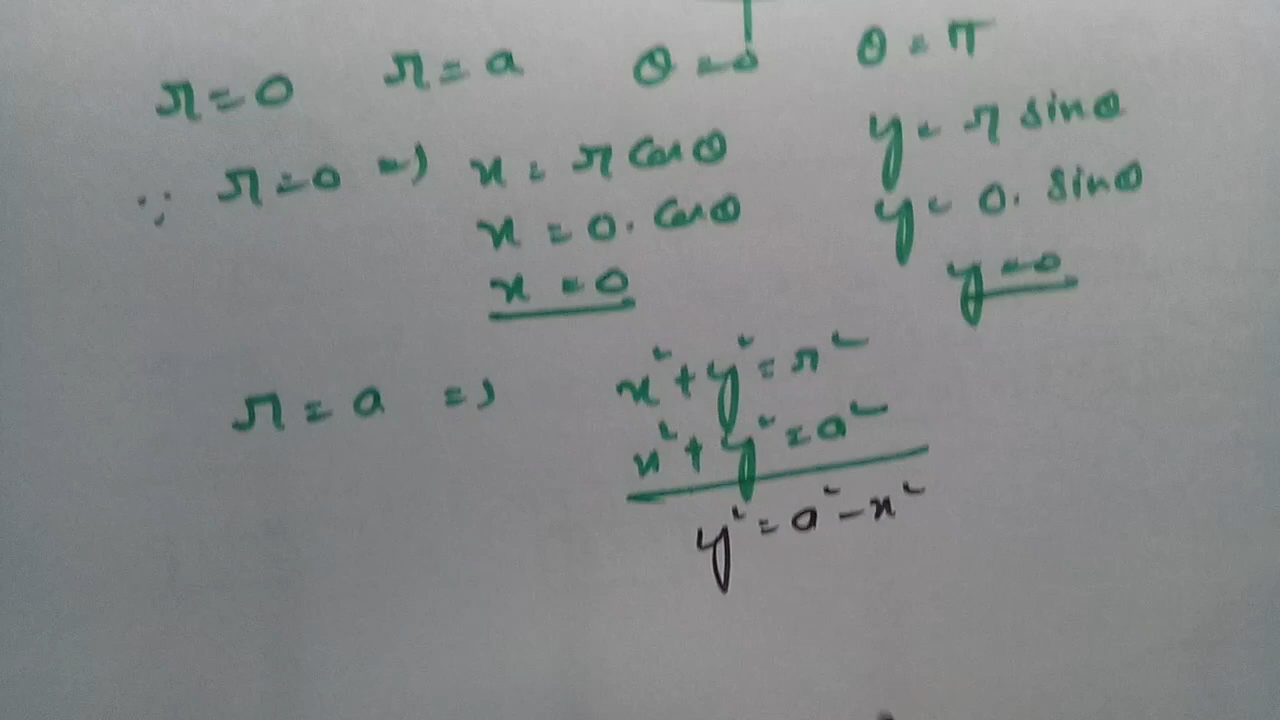 r=0 r=a θ=0 θ=π
∵ r=0 => x = r cosθ y = r sinθ
x = 0. cosθ y = 0. sinθ
x = 0 y = 0
r = a => x² + y² = r²
x² + y² = a²
y² = a² - x²